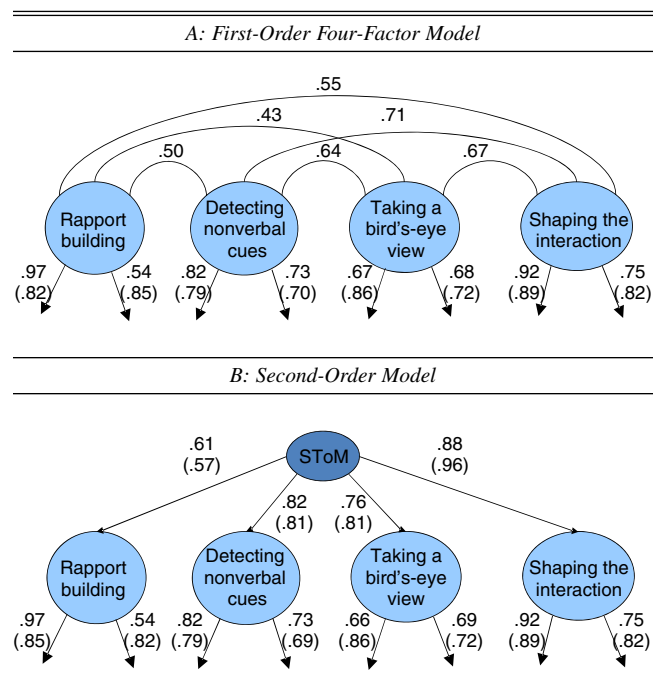 A: First-Order Four-Factor Model
.55
.43 .71
.50 .64 .67
Rapport building
Detecting nonverbal cues
Taking a bird's-eye view
Shaping the interaction
.97 .54 .82 .73 .67 .68 .92 .75
(.82) (.85) (.79) (.70) (.86) (.72) (.89) (.82)
B: Second-Order Model
SToM
.61 .88
(.57) (.96)
.82 .76
(.81) (.81)
Rapport building
Detecting nonverbal cues
Taking a bird's-eye view
Shaping the interaction
.97 .54 .82 .73 .66 .69 .92 .75
(.85) (.82) (.79) (.69) (.86) (.72) (.89) (.82)